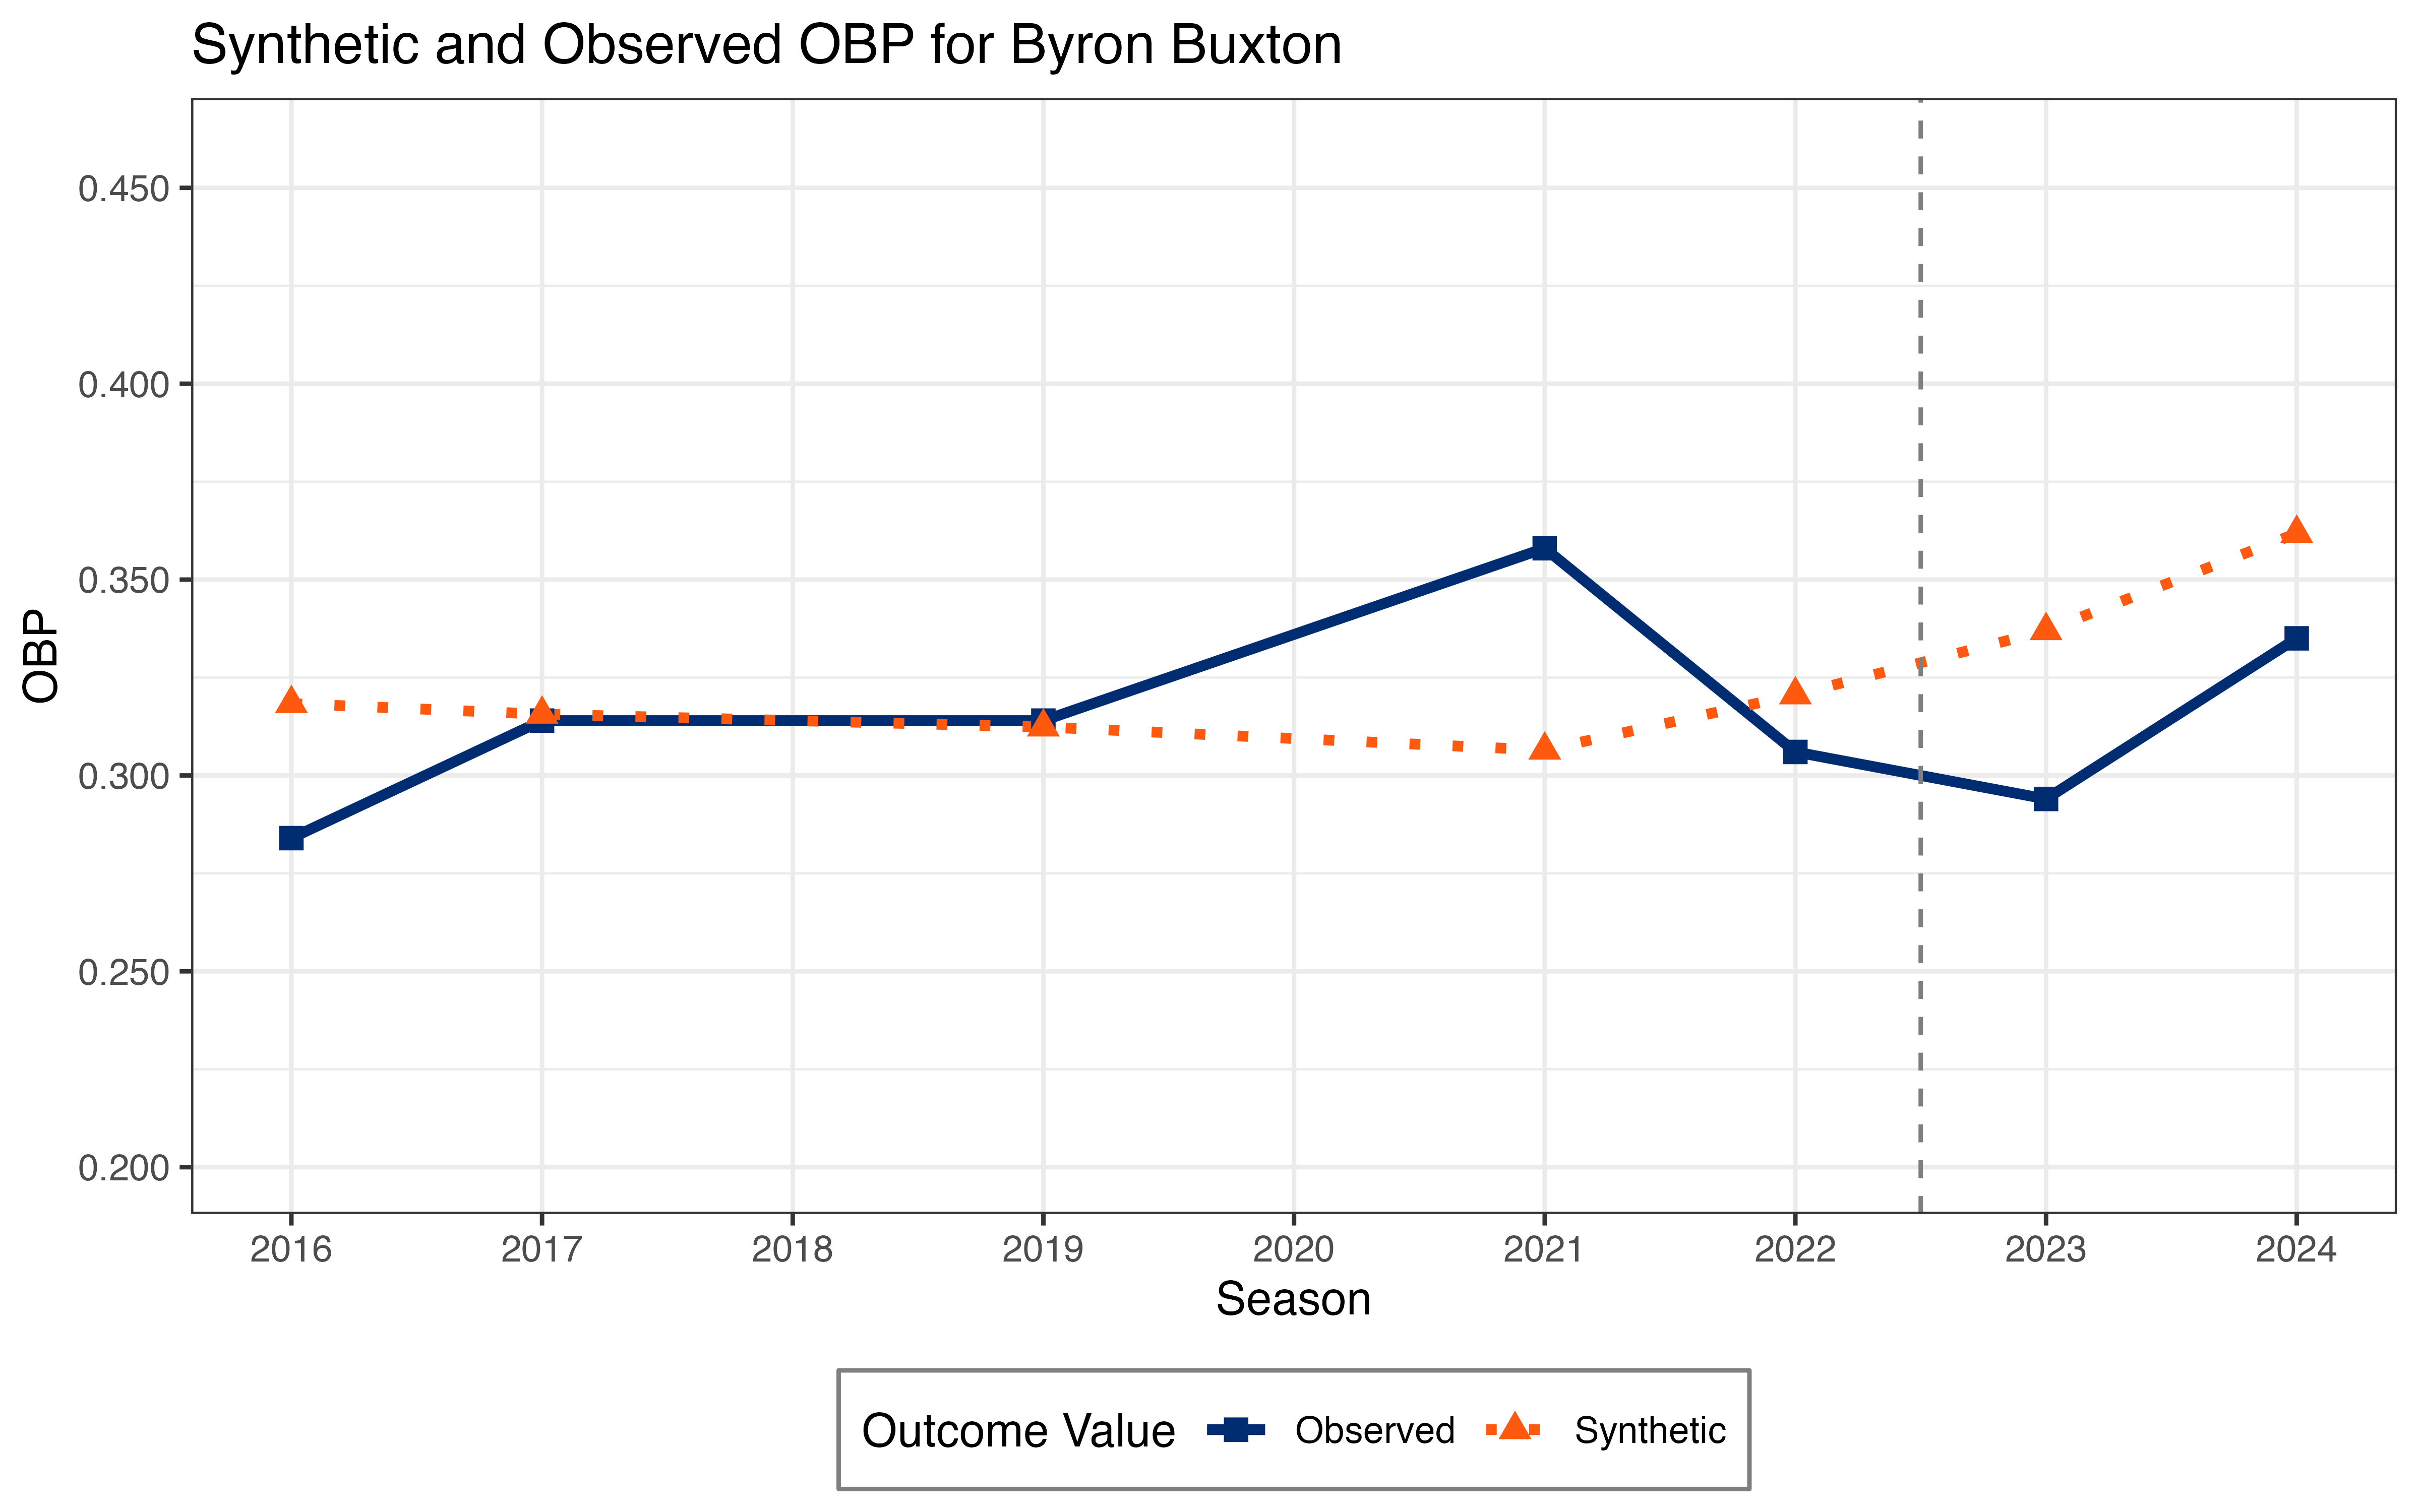 Synthetic and Observed OBP for Byron Buxton
OBP
0.450
0.400
0.350
0.300
0.250
0.200
2016 2017 2018 2019 2020 2021 2022 2023 2024
Season
Outcome Value Observed Synthetic